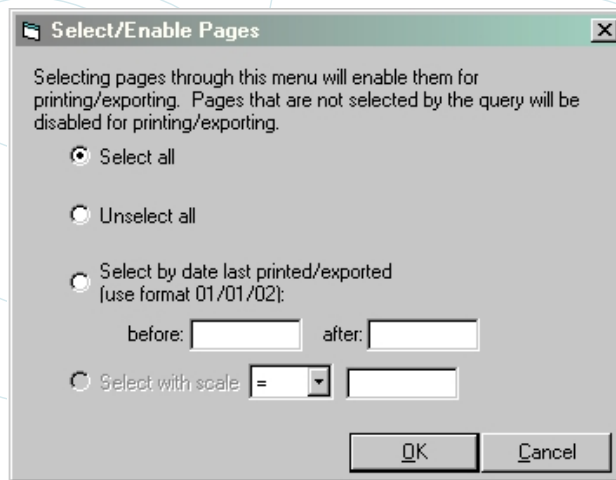 Select/Enable Pages
Selecting pages through this menu will enable them for
printing/exporting. Pages that are not selected by the query will be
disabled for printing/exporting.
Select all
Unselect all
Select by date last printed/exported
(use format 01/01/02):
before: after:
Select with scale =
OK Cancel